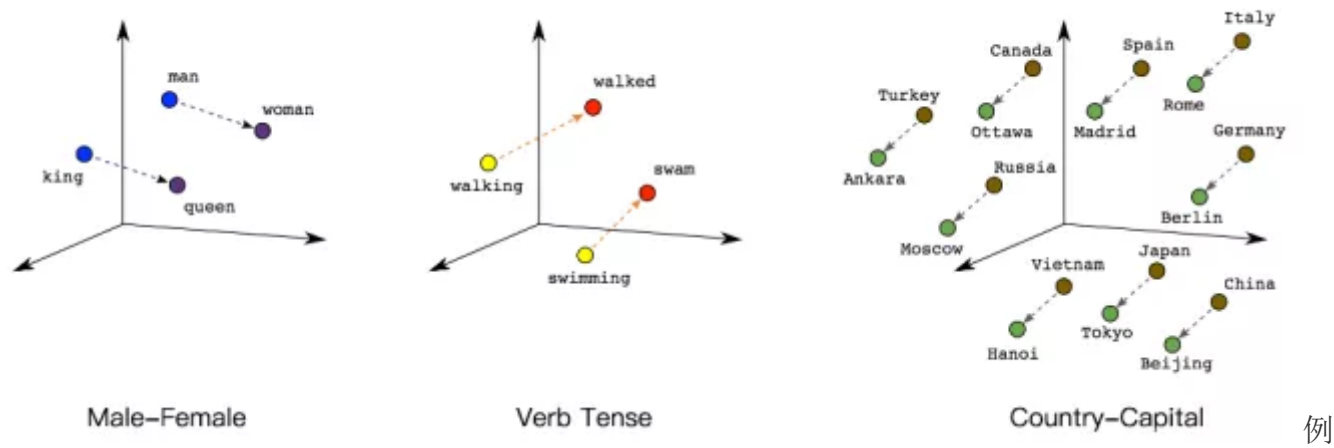 man
woman
king
queen
Male–Female
walked
walking
swam
swimming
Verb Tense
Italy
Canada
Spain
Rome
Turkey
Ottawa
Madrid
Germany
Ankara
Russia
Berlin
Moscow
Vietnam
Japan
China
Hanoi
Tokyo
Beijing
Country–Capital
例